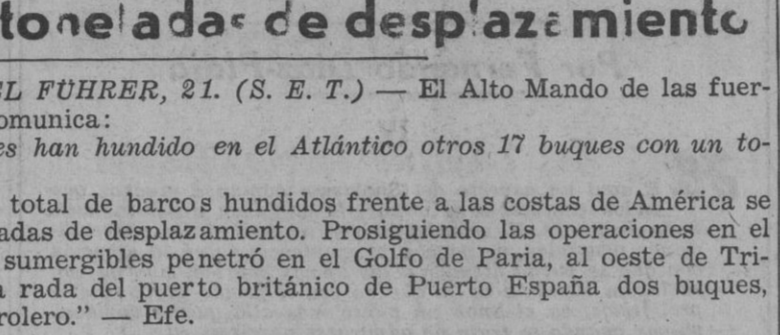 toneladas de desplazamiento
EL FÜHRER, 21. (S. E. T.) — El Alto Mando de las fuer-
omunica:
es han hundido en el Atlántico otros 17 buques con un to-
total de barcos hundidos frente a las costas de América se
adas de desplazamiento. Prosiguiendo las operaciones en el
sumergibles penetró en el Golfo de Paria, al oeste de Tri-
a rada del puerto británico de Puerto España dos buques,
rolero." — Efe.